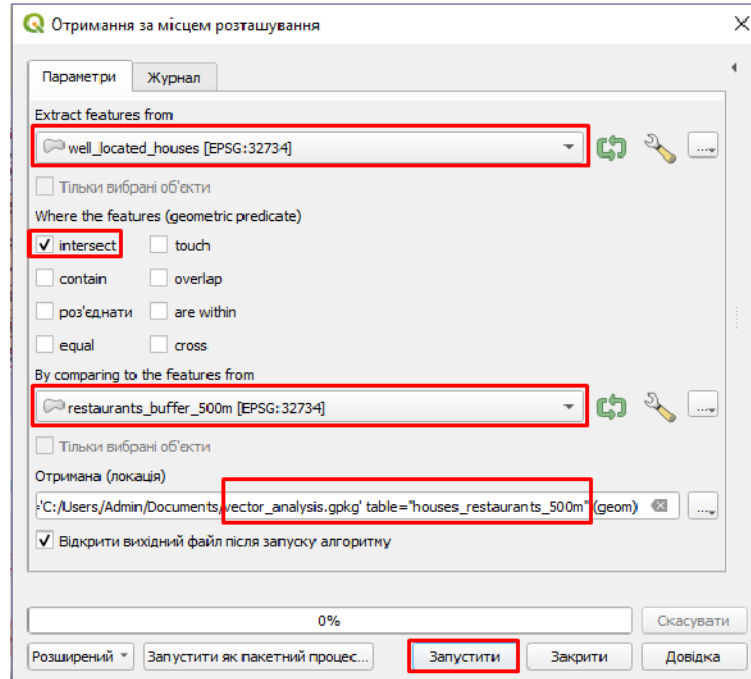 Отримання за місцем розташування
Параметри Журнал
Extract features from
well_located_houses [EPSG:32734]
Тільки вибрані об'єкти
Where the features (geometric predicate)
intersect touch
contain overlap
роз'єднати are within
equal cross
By comparing to the features from
restaurants_buffer_500m [EPSG:32734]
Тільки вибрані об'єкти
Отримана (локація)
='C:/Users/Admin/Documents/vector_analysis.gpkg' table="houses_restaurants_500m" (geom)
Відкрити вихідний файл після запуску алгоритму
0% Скасувати
Розширений Запустити як пакетний процес... Запустити Закрити Довідка